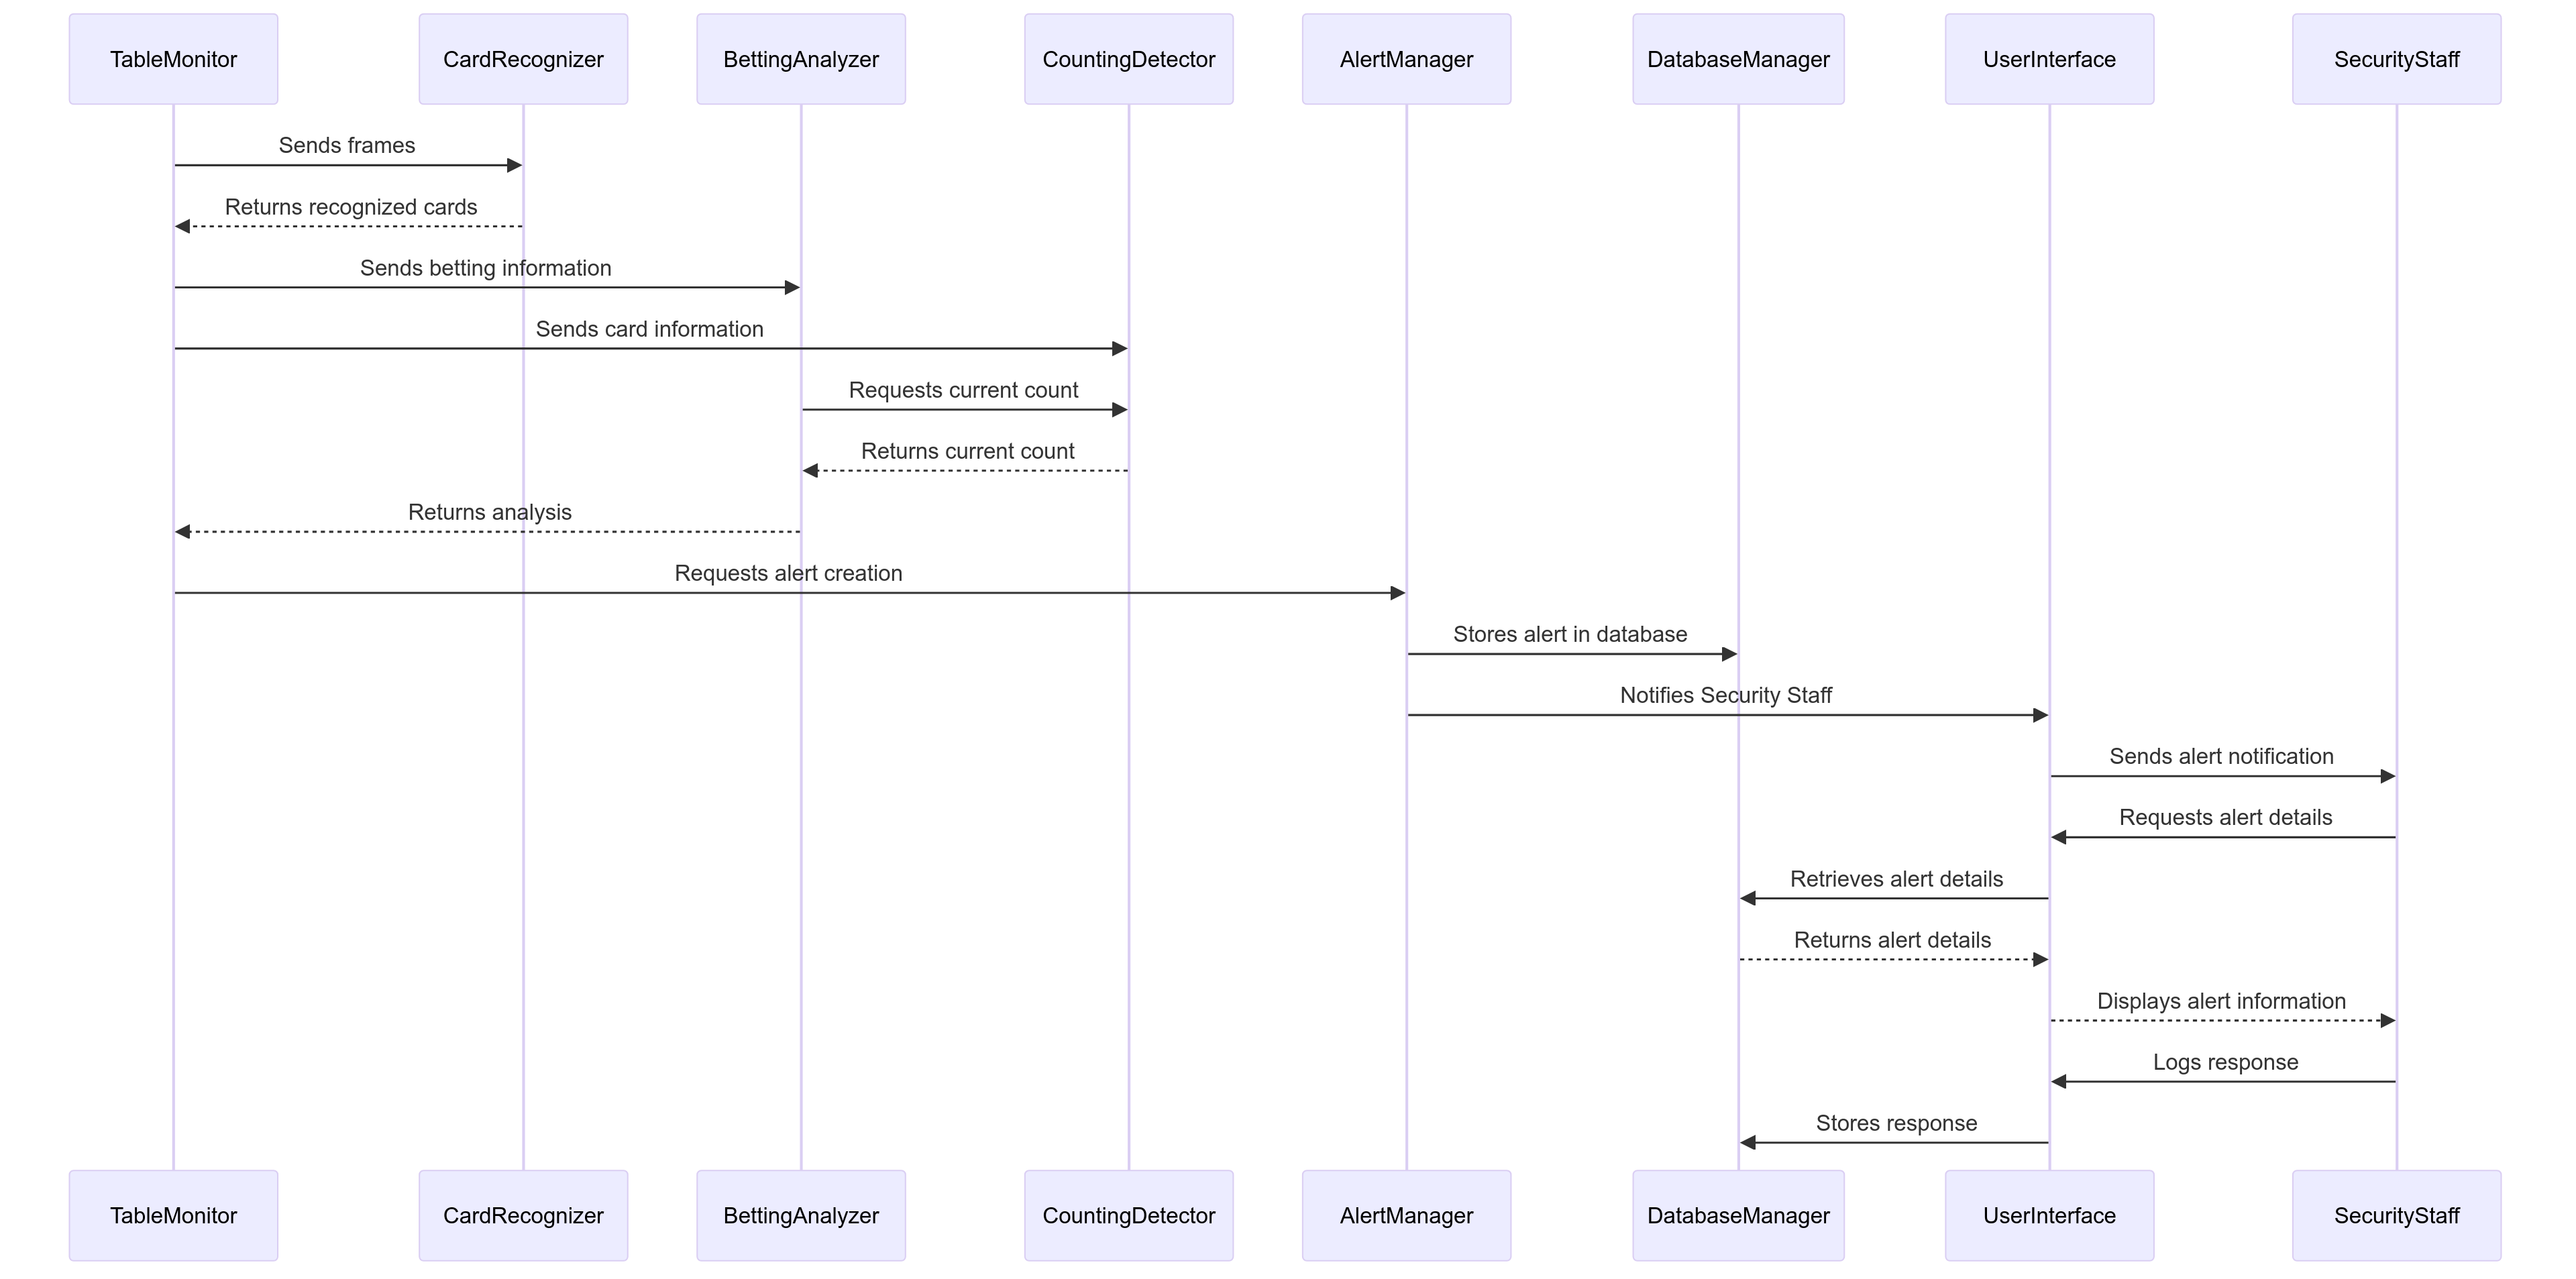 TableMonitor
CardRecognizer
BettingAnalyzer
CountingDetector
AlertManager
DatabaseManager
UserInterface
SecurityStaff
Sends frames
Returns recognized cards
Sends betting information
Sends card information
Requests current count
Returns current count
Returns analysis
Requests alert creation
Stores alert in database
Notifies Security Staff
Sends alert notification
Requests alert details
Retrieves alert details
Returns alert details
Displays alert information
Logs response
Stores response
TableMonitor
CardRecognizer
BettingAnalyzer
CountingDetector
AlertManager
DatabaseManager
UserInterface
SecurityStaff